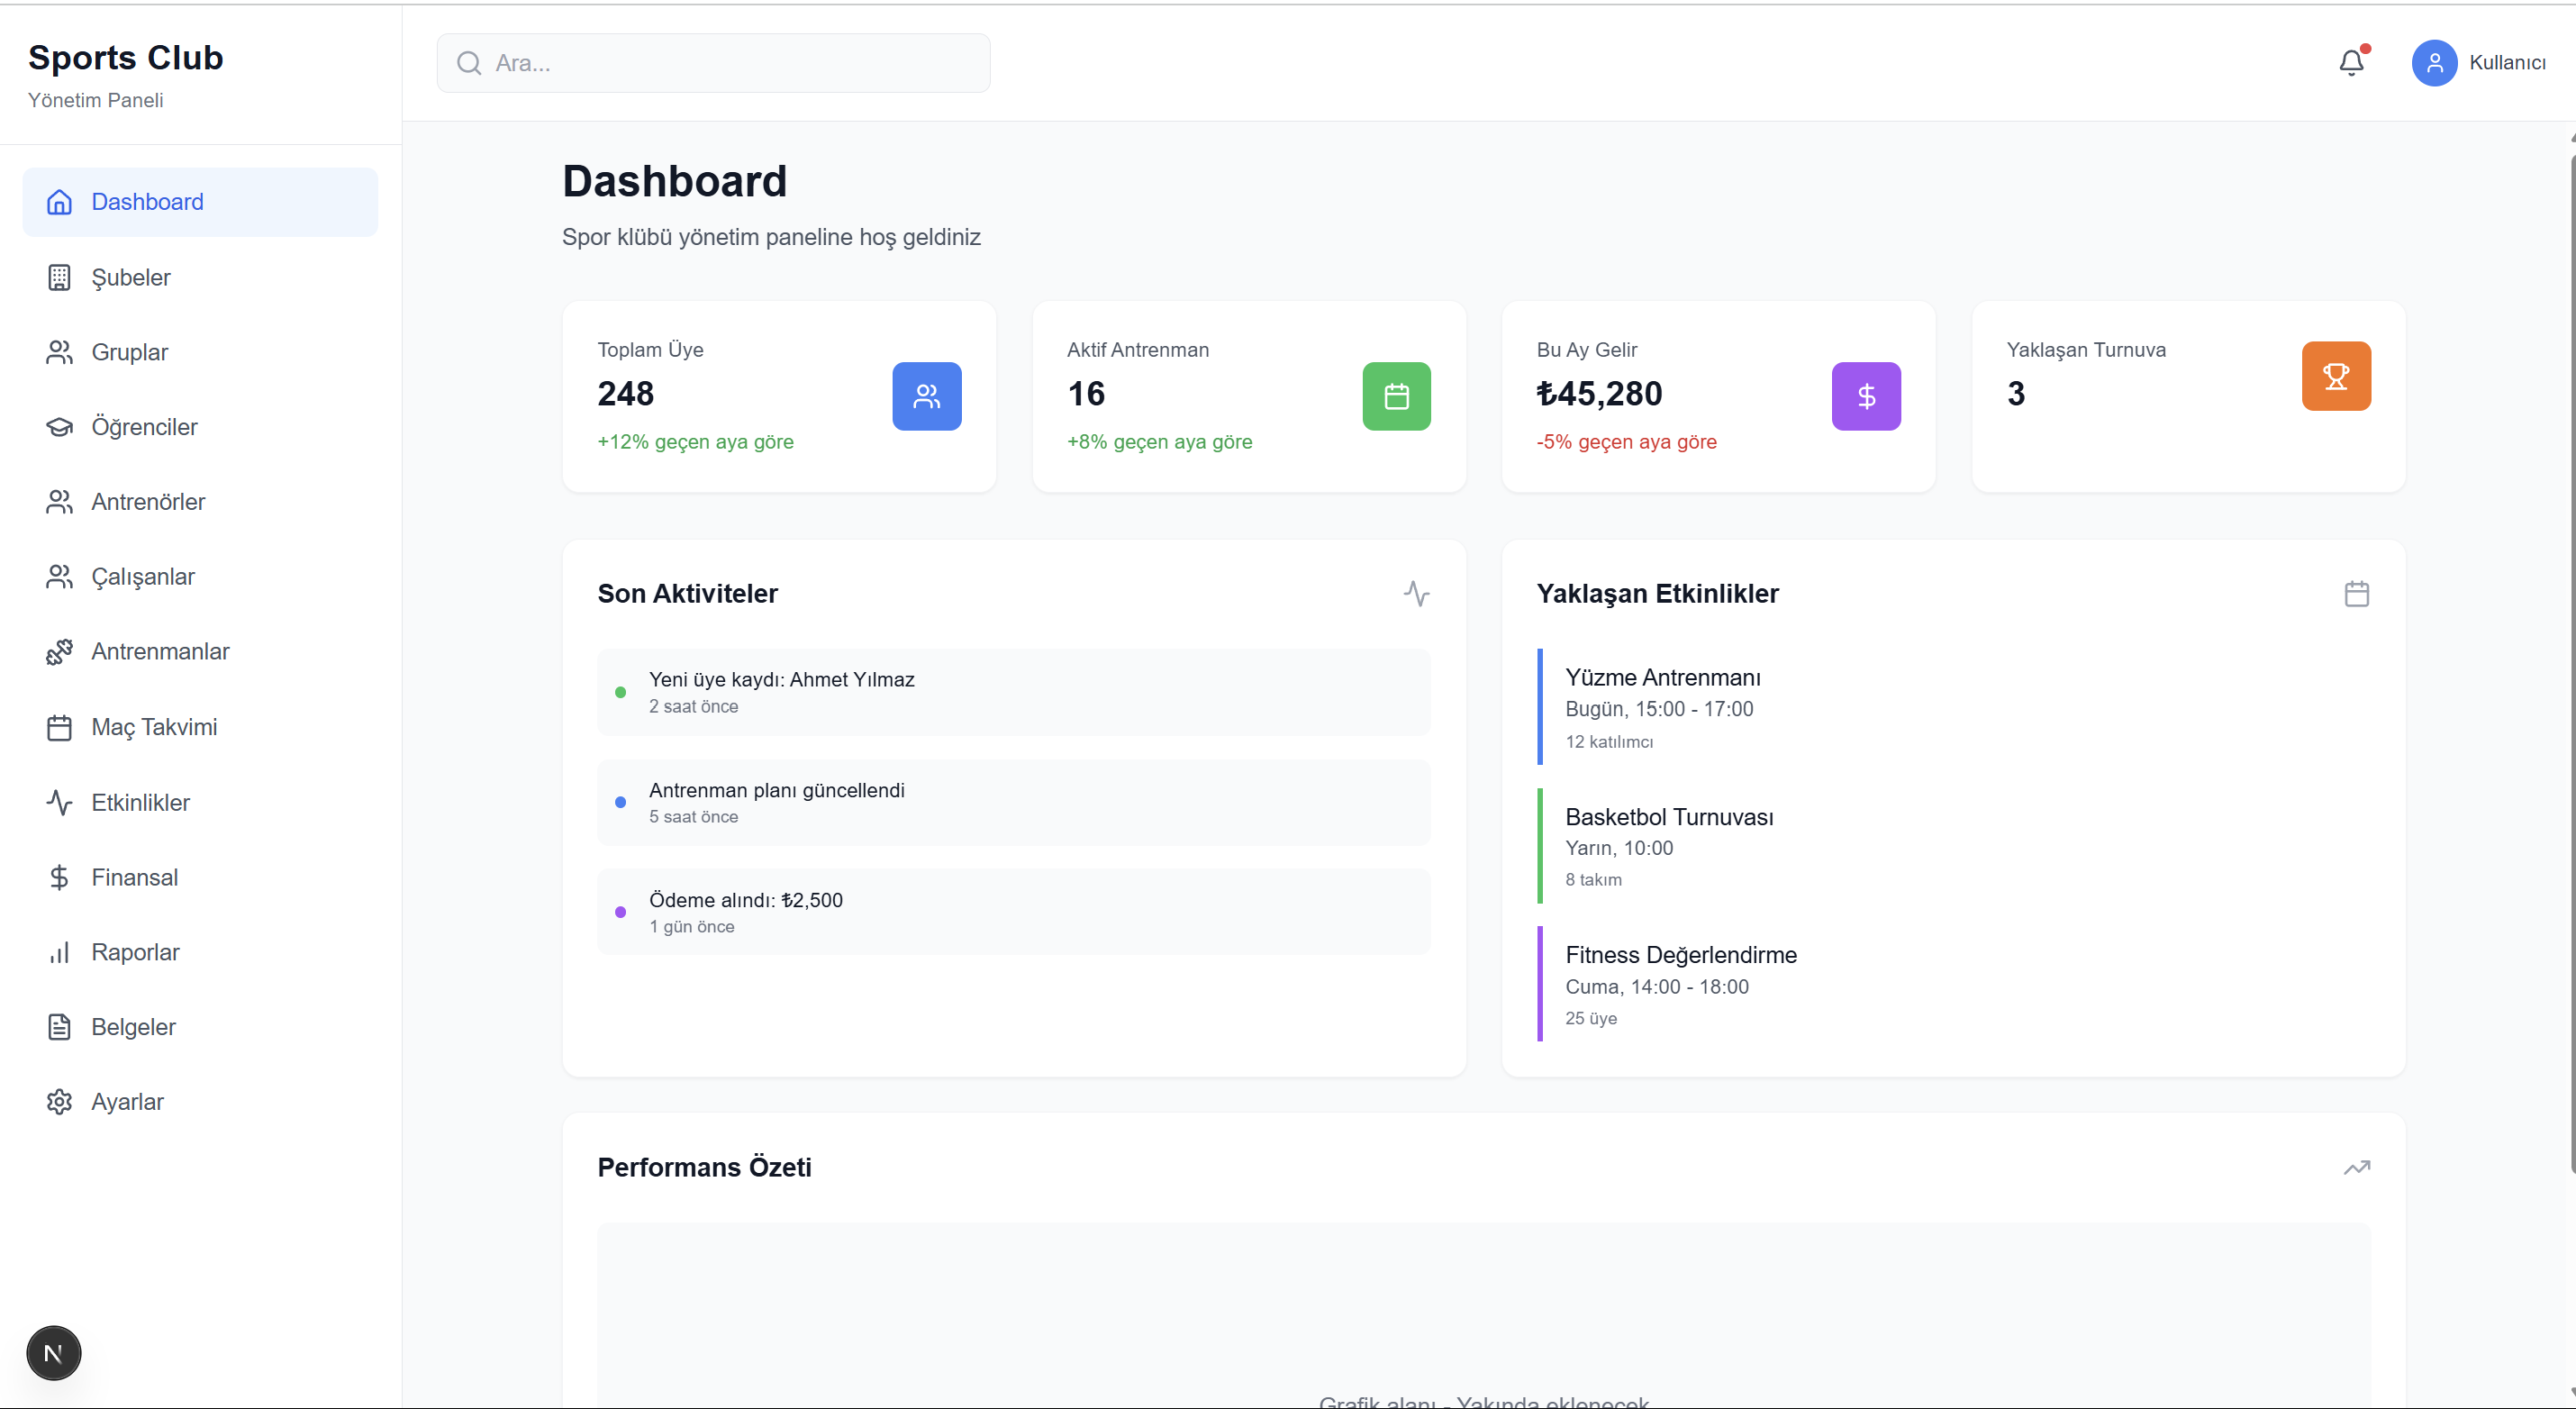 Sports Club
Yönetim Paneli
Ara...
Kullanıcı
Dashboard
Şubeler
Gruplar
Öğrenciler
Antrenörler
Çalışanlar
Antrenmanlar
Maç Takvimi
Etkinlikler
Finansal
Raporlar
Belgeler
Ayarlar
N
Dashboard
Spor klübü yönetim paneline hoş geldiniz
Toplam Üye
248
+12% geçen aya göre
Aktif Antrenman
16
+8% geçen aya göre
Bu Ay Gelir
₺45,280
-5% geçen aya göre
Yaklaşan Turnuva
3
Son Aktiviteler
Yeni üye kaydı: Ahmet Yılmaz
2 saat önce
Antrenman planı güncellendi
5 saat önce
Ödeme alındı: ₺2,500
1 gün önce
Yaklaşan Etkinlikler
Yüzme Antrenmanı
Bugün, 15:00 - 17:00
12 katılımcı
Basketbol Turnuvası
Yarın, 10:00
8 takım
Fitness Değerlendirme
Cuma, 14:00 - 18:00
25 üye
Performans Özeti
Grafik alanı - Yakında eklenecek